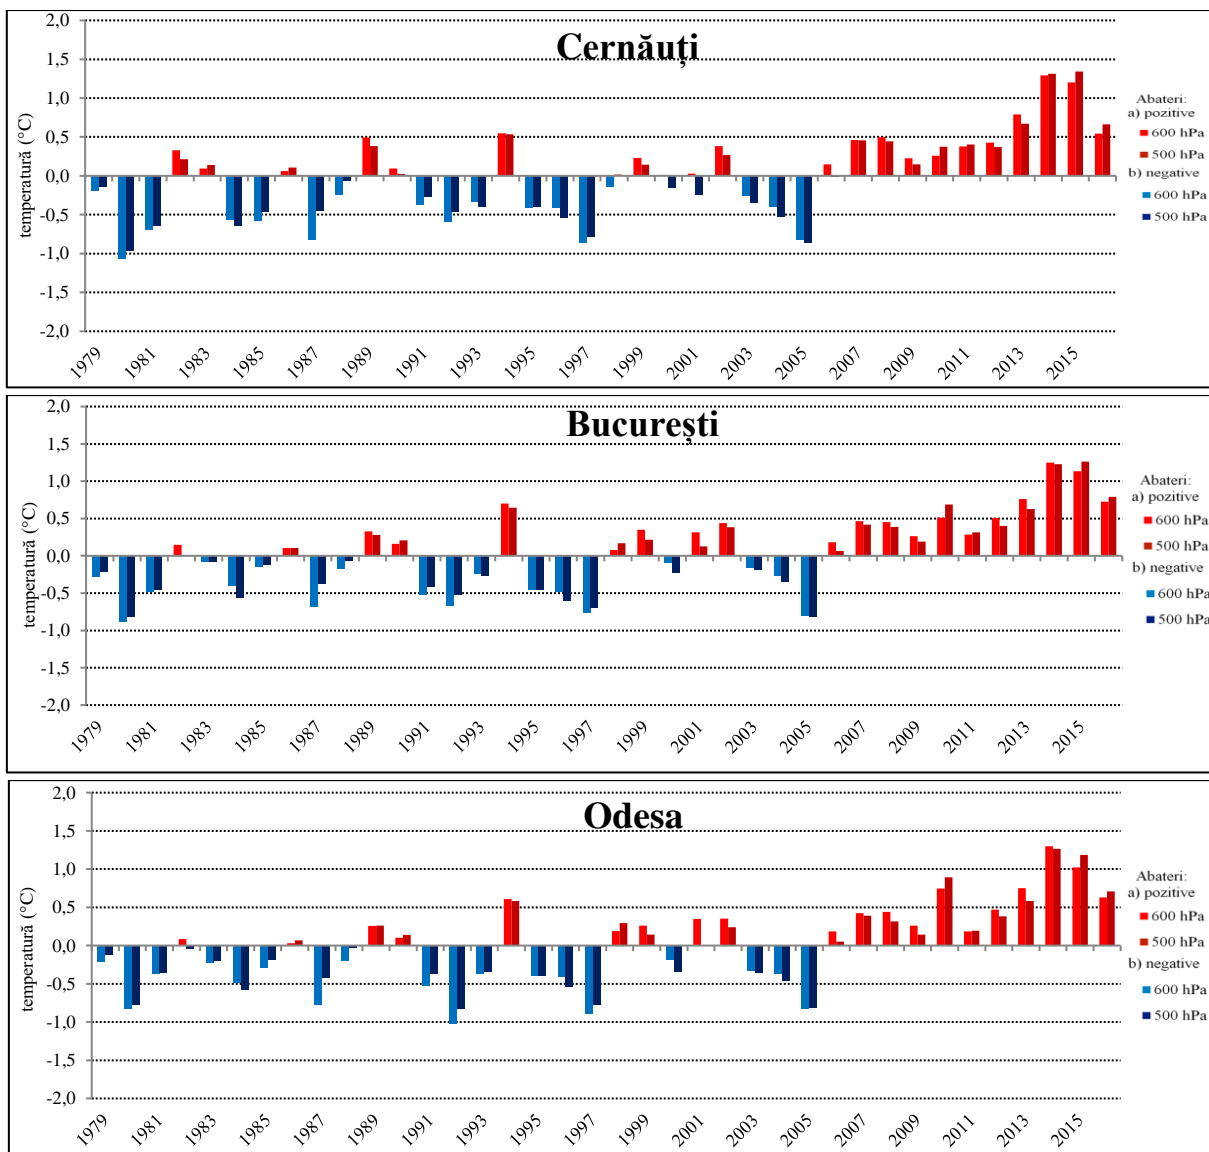 Cernăuți
temperatură (°C)
2,0
1,5
1,0
0,5
0,0
-0,5
-1,0
-1,5
-2,0
1979 1981 1983 1985 1987 1989 1991 1993 1995 1997 1999 2001 2003 2005 2007 2009 2011 2013 2015
Abateri:
a) pozitive
600 hPa
500 hPa
b) negative
600 hPa
500 hPa
București
temperatură (°C)
2,0
1,5
1,0
0,5
0,0
-0,5
-1,0
-1,5
-2,0
1979 1981 1983 1985 1987 1989 1991 1993 1995 1997 1999 2001 2003 2005 2007 2009 2011 2013 2015
Abateri:
a) pozitive
600 hPa
500 hPa
b) negative
600 hPa
500 hPa
Odesa
temperatură (°C)
2,0
1,5
1,0
0,5
0,0
-0,5
-1,0
-1,5
-2,0
1979 1981 1983 1985 1987 1989 1991 1993 1995 1997 1999 2001 2003 2005 2007 2009 2011 2013 2015
Abateri:
a) pozitive
600 hPa
500 hPa
b) negative
600 hPa
500 hPa